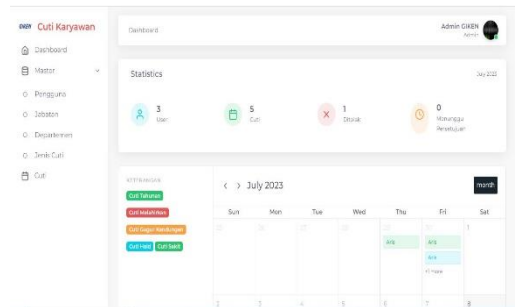 Cuti Karyawan
Dashboard
Master
Pengguna
Jabatan
Departemen
Jenis Cuti
Cuti
Dashboard
Admin GIKEN
Admin
Statistics
July 2023
3
User
5
Cuti
1
Ditolak
0
Menunggu
Persetujuan
Cuti Tahunan
Cuti Melahirkan
Cuti Gugur Kandungan
Cuti Haid
Cuti Sakit
July 2023
month
Sun Mon Tue Wed Thu Fri Sat
1
Ara
Ara
Ara
+1 more
2 3 4 5 6 7 8